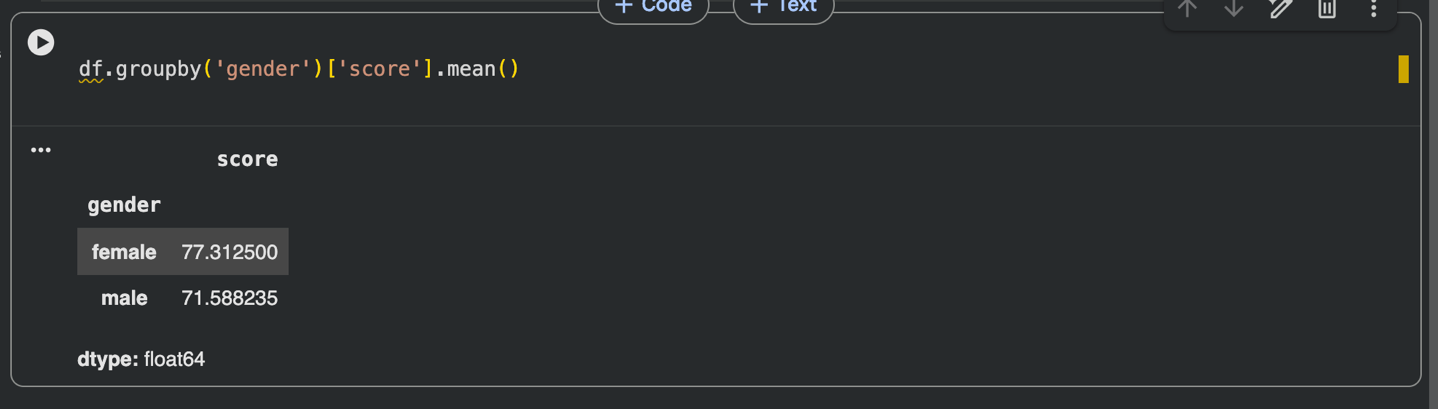 + Code + Text
df.groupby('gender')['score'].mean()
score
gender
female 77.312500
male 71.588235
dtype: float64